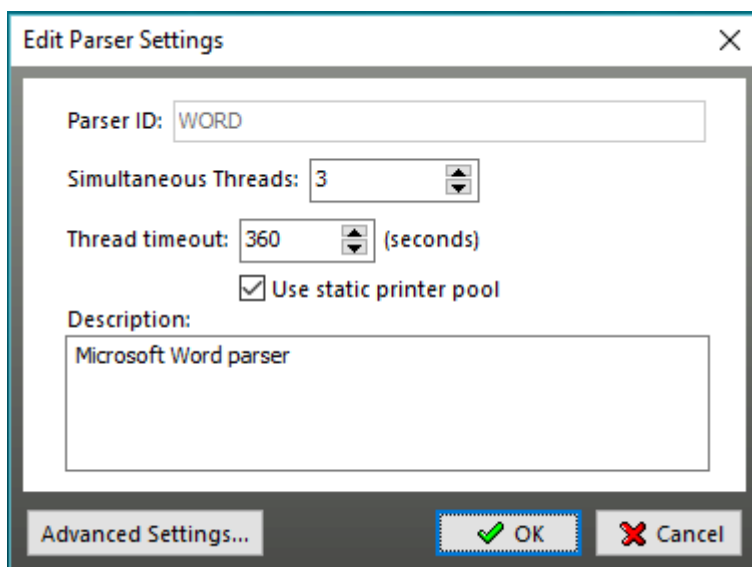 Edit Parser Settings
Parser ID: WORD
Simultaneous Threads: 3
Thread timeout: 360 (seconds)
Use static printer pool
Description:
Microsoft Word parser
Advanced Settings... OK Cancel